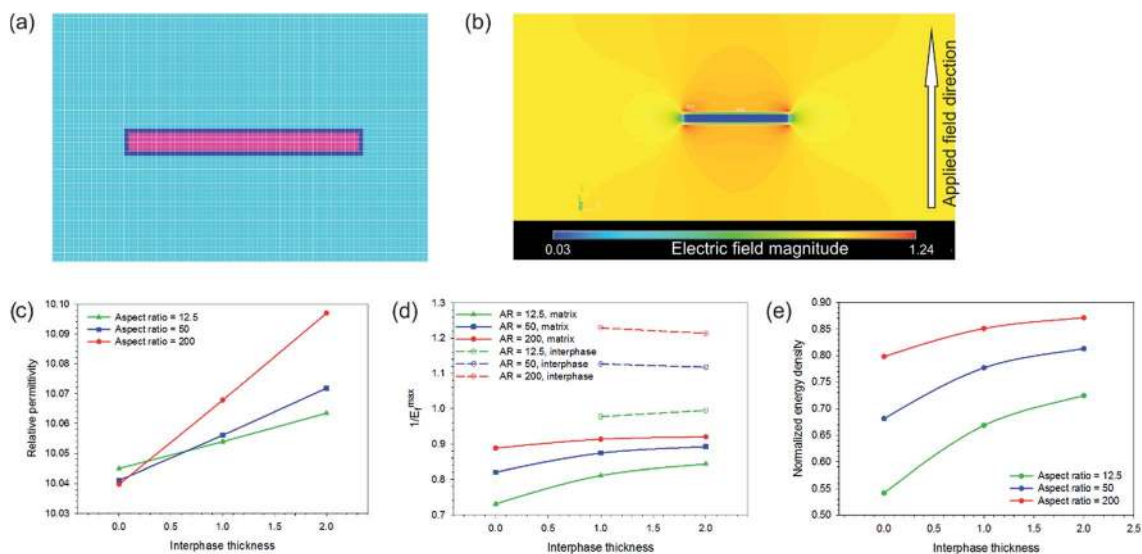 (a)
(b)
Applied field direction
0.03
Electric field magnitude
1.24
(c)
Relative permittivity
10.10
10.09
10.08
10.07
10.06
10.05
10.04
10.03
Aspect ratio = 12.5
Aspect ratio = 50
Aspect ratio = 200
0.0 0.5 1.0 1.5 2.0
Interphase thickness
(d)
1/E_f^max
1.3
1.2
1.1
1.0
0.9
0.8
0.7
AR = 12.5, matrix
AR = 50, matrix
AR = 200, matrix
AR = 12.5, interphase
AR = 50, interphase
AR = 200, interphase
0.0 0.5 1.0 1.5 2.0
Interphase thickness
(e)
Normalized energy density
0.90
0.85
0.80
0.75
0.70
0.65
0.60
0.55
0.50
Aspect ratio = 12.5
Aspect ratio = 50
Aspect ratio = 200
0.0 0.5 1.0 1.5 2.0 2.5
Interphase thickness